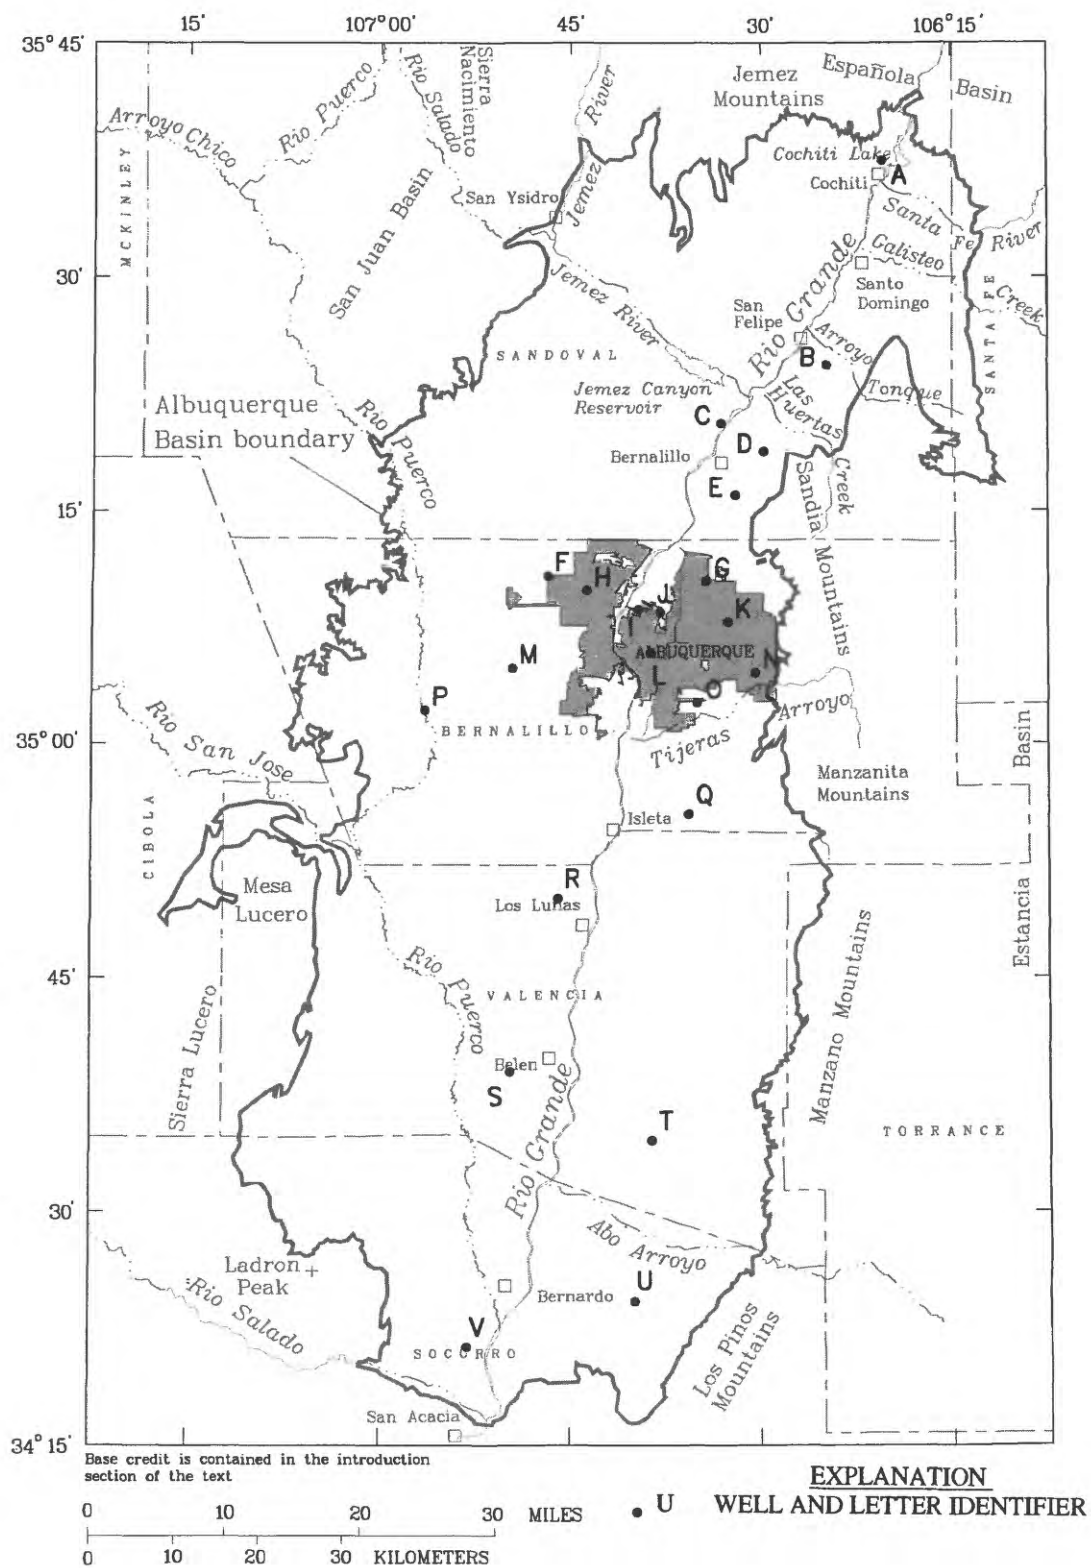 15'
107°00'
45'
30'
106°15'
35°45'
Sierra
Nacimiento
Jemez
Mountains
Española
Basin
Rio Puerco
Rio Salado
River
Arroyo Chico
MCKINLEY
Cochiti Lake
A
Cochiti
San Ysidro
Jemez
San Juan Basin
Santa
Fe
River
Galisteo
Creek
30'
Santo
Domingo
Jemez River
San
Felipe
Rio Grande
SANTA FE
SANDOVAL
Arroyo
B
Tonque
Las
Huertas
Creek
Jemez Canyon
Reservoir
C
Albuquerque
Basin boundary
Rio Puerco
D
Bernalillo
E
Sandia Mountains
15'
F
H
G
J
K
I
ALBUQUERQUE
M
L
N
O
P
BERNALILLO
Arroyo
Tijeras
35°00'
Rio San Jose
Basin
Manzanita
Mountains
Q
Isleta
CIBOLA
R
Mesa
Lucero
Los Lunas
Estancia
45'
Rio Puerco
VALENCIA
Manzano Mountains
Sierra Lucero
Belen
S
Rio Grande
T
TORRANCE
30'
Abo Arroyo
Ladron
Peak
U
Bernardo
Rio Salado
V
SOCORRO
Los Pinos
Mountains
San Acacia
34°15'
Base credit is contained in the introduction
section of the text
EXPLANATION
U WELL AND LETTER IDENTIFIER
0 10 20 30 MILES
0 10 20 30 KILOMETERS